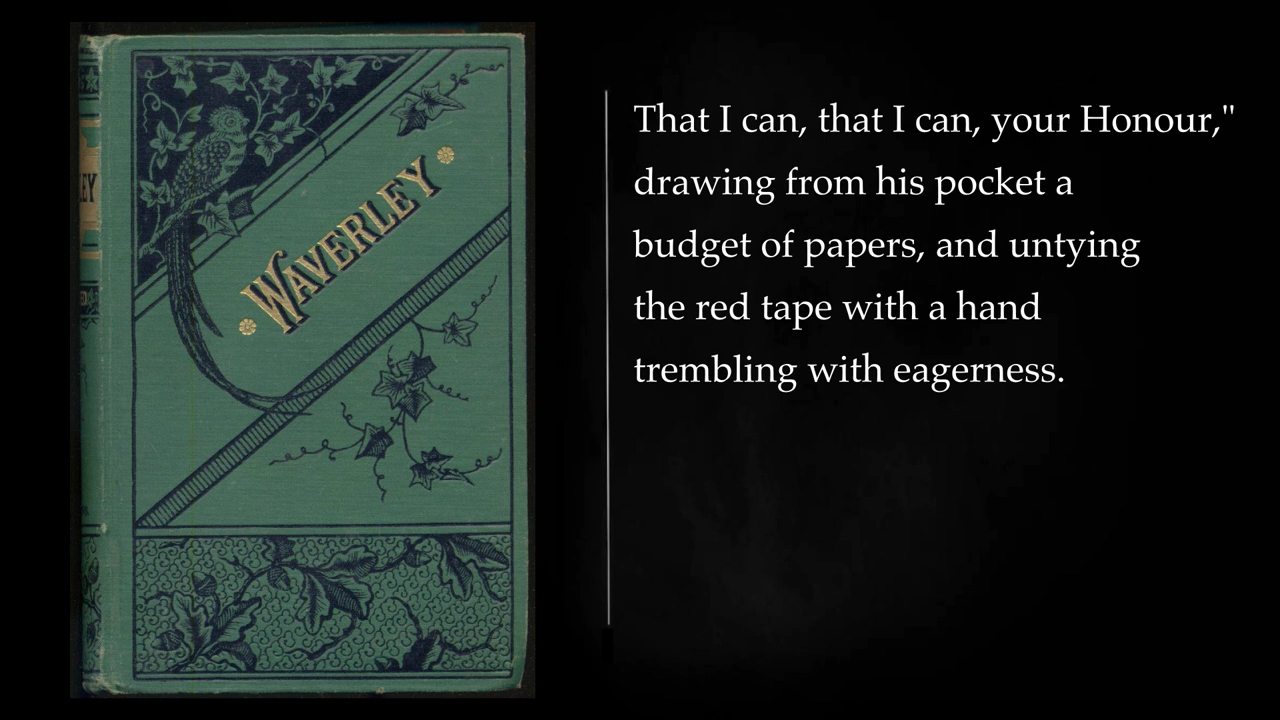 WAVERLEY
EY
That I can, that I can, your Honour,"
drawing from his pocket a
budget of papers, and untying
the red tape with a hand
trembling with eagerness.